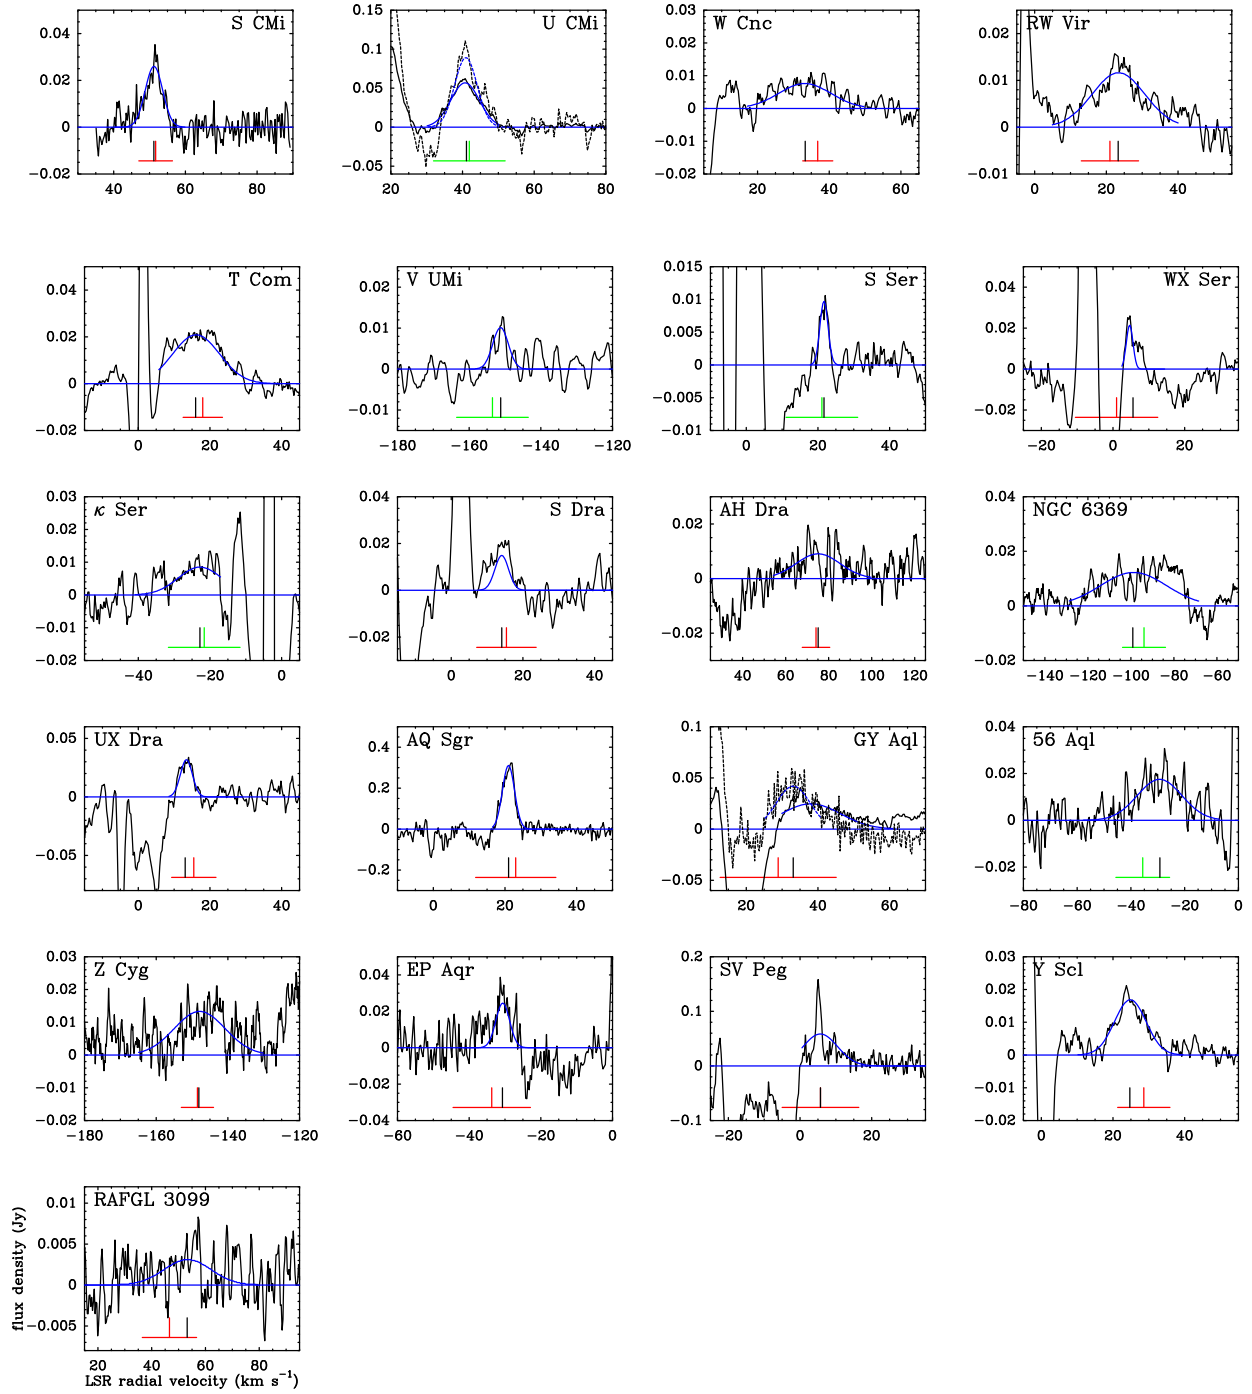 S CMi
0.04
0.02
0
−0.02
40 50 60 70 80
U CMi
0.15
0.1
0.05
0
−0.05
20 30 40 50 60 70 80
W Cnc
0.03
0.02
0.01
0
−0.01
−0.02
20 40 60
RW Vir
0.02
0.01
0
−0.01
0 20 40
T Com
0.04
0.02
0
−0.02
0 20 40
V UMi
0.02
0.01
0
−0.01
−180 −160 −140 −120
S Ser
0.015
0.01
0.005
0
−0.005
−0.01
0 20 40
WX Ser
0.04
0.02
0
−0.02
−20 0 20
κ Ser
0.03
0.02
0.01
0
−0.01
−0.02
−40 −20 0
S Dra
0.04
0.02
0
−0.02
0 20 40
AH Dra
0.02
0
−0.02
40 60 80 100 120
NGC 6369
0.04
0.02
0
−0.02
−140 −120 −100 −80 −60
UX Dra
0.05
0
−0.05
0 20 40
AQ Sgr
0.4
0.2
0
−0.2
0 20 40
GY Aql
0.1
0.05
0
−0.05
20 40 60
56 Aql
0.04
0.02
0
−0.02
−80 −60 −40 −20 0
Z Cyg
0.03
0.02
0.01
0
−0.01
−0.02
−180 −160 −140 −120
EP Aqr
0.04
0.02
0
−0.02
0.04
−60 −40 −20 0
SV Peg
0.2
0.1
0
−0.1
−20 0 20
Y Scl
0.03
0.02
0.01
0
−0.01
−0.02
0 20 40
RAFGL 3099
0.01
0.005
0
−0.005
flux density (Jy)
20 40 60 80
LSR radial velocity (km s⁻¹)